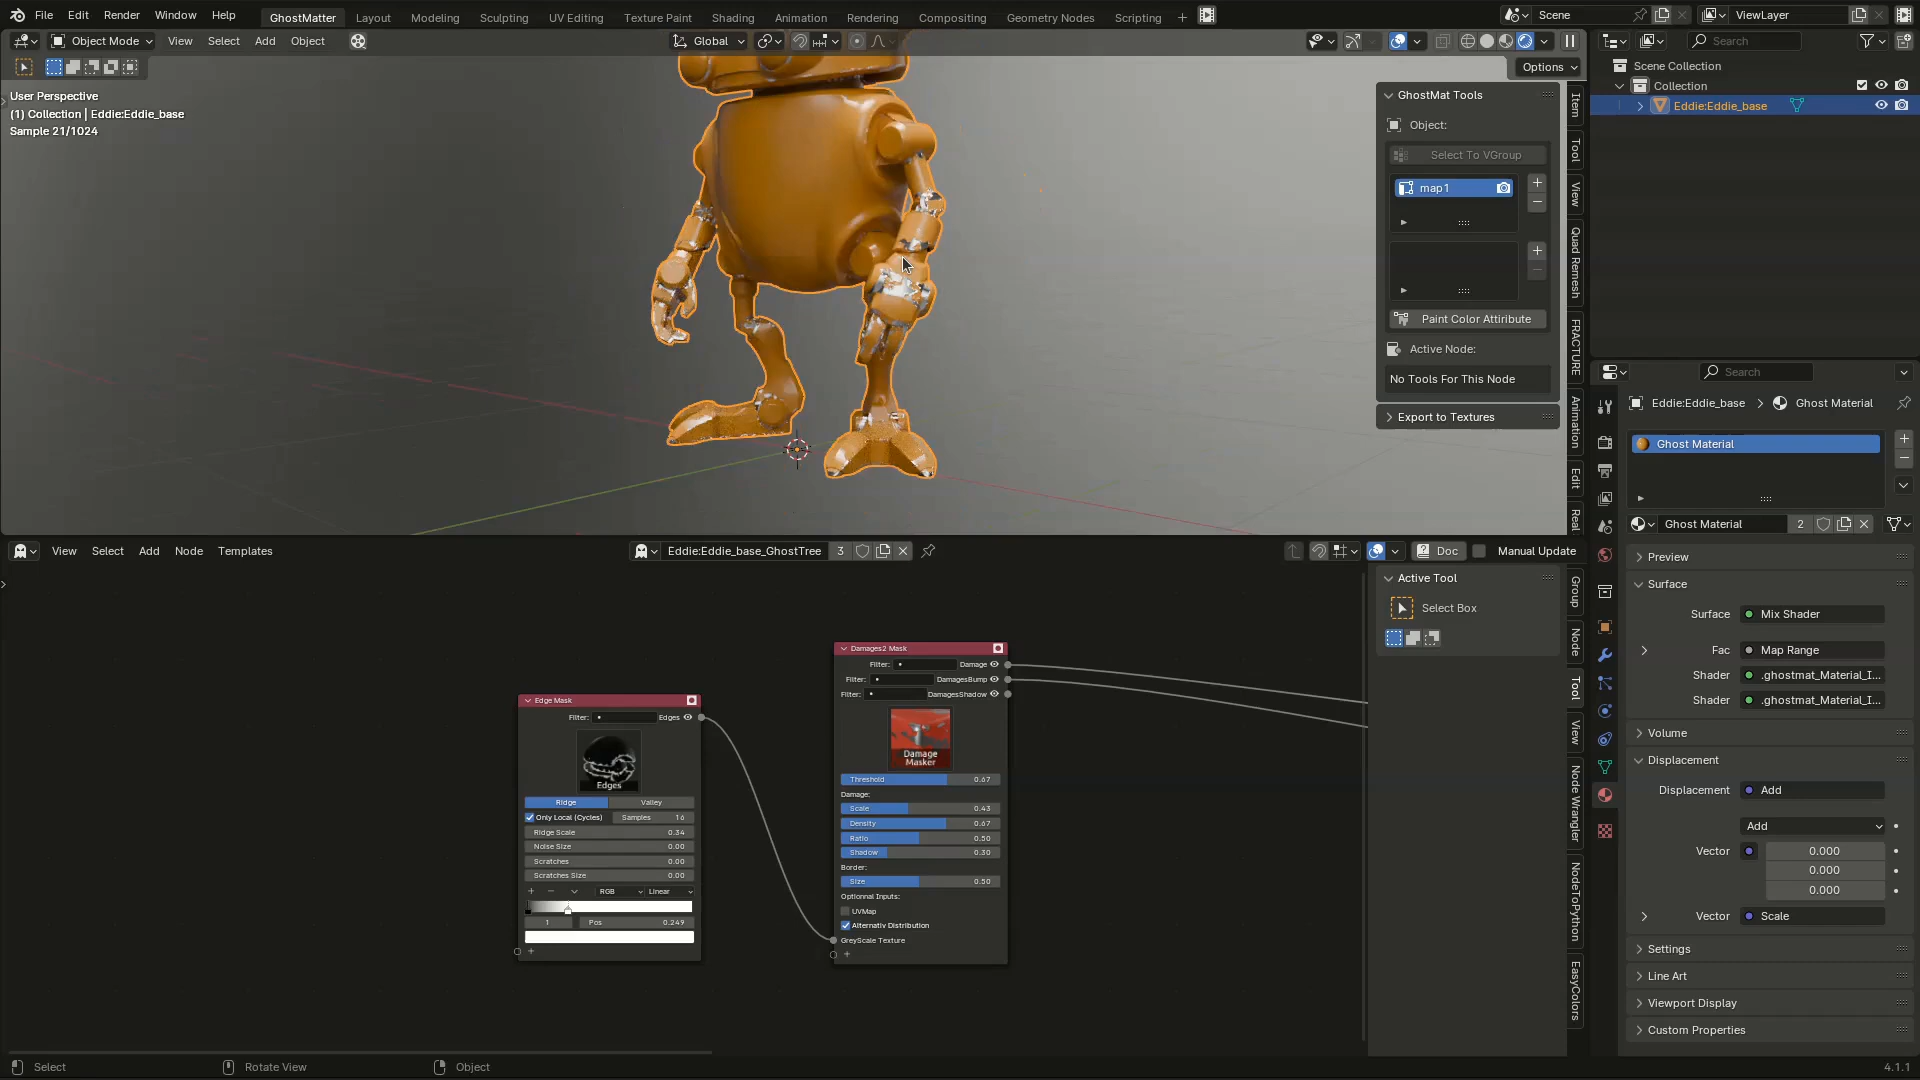 File Edit Render Window Help GhostMatter Layout Modeling Sculpting UV Editing Texture Paint Shading Animation Rendering Compositing Geometry Nodes Scripting + Scene ViewLayer
Object Mode View Select Add Object Global Search
Options
User Perspective
(1) Collection | Eddie:Eddie_base
Sample 21/1024
GhostMat Tools
Object:
Select To VGroup
map1
Paint Color Attribute
Active Node:
No Tools For This Node
Export to Textures
Item
Tool
View
Quad Remesh
FRACTURE
Animation
Edit
Real
Scene Collection
Collection
Eddie:Eddie_base
Search
Eddie:Eddie_base > Ghost Material
Ghost Material
Ghost Material 2
Preview
Surface
Surface Mix Shader
Fac Map Range
Shader .ghostmat_Material_I...
Shader .ghostmat_Material_I...
Volume
Displacement
Displacement Add
Add
Vector 0.000
0.000
0.000
Vector Scale
Settings
Line Art
Viewport Display
Custom Properties
View Select Add Node Templates Eddie:Eddie_base_GhostTree 3 Doc Manual Update
Active Tool
Select Box
Group
Node
Tool
View
Node Wrangler
NodeToPython
EasyColors
Edge Mask
Filter: Edges
Edges
Ridge Valley
Only Local (Cycles) Samples 16
Ridge Scale 0.34
Noise Size 0.00
Scratches 0.00
Scratches Size 0.00
+ − RGB Linear
1 Pos 0.249
+
Damages2 Mask
Filter: Damage
Filter: DamagesBump
Filter: DamagesShadow
Damage
Masker
Threshold 0.67
Damage:
Scale 0.43
Density 0.67
Ratio 0.50
Shadow 0.30
Border:
Size 0.50
Optionnal Inputs:
UVMap
Alternativ Distribution
GreyScale Texture
+
Select Rotate View Object 4.1.1